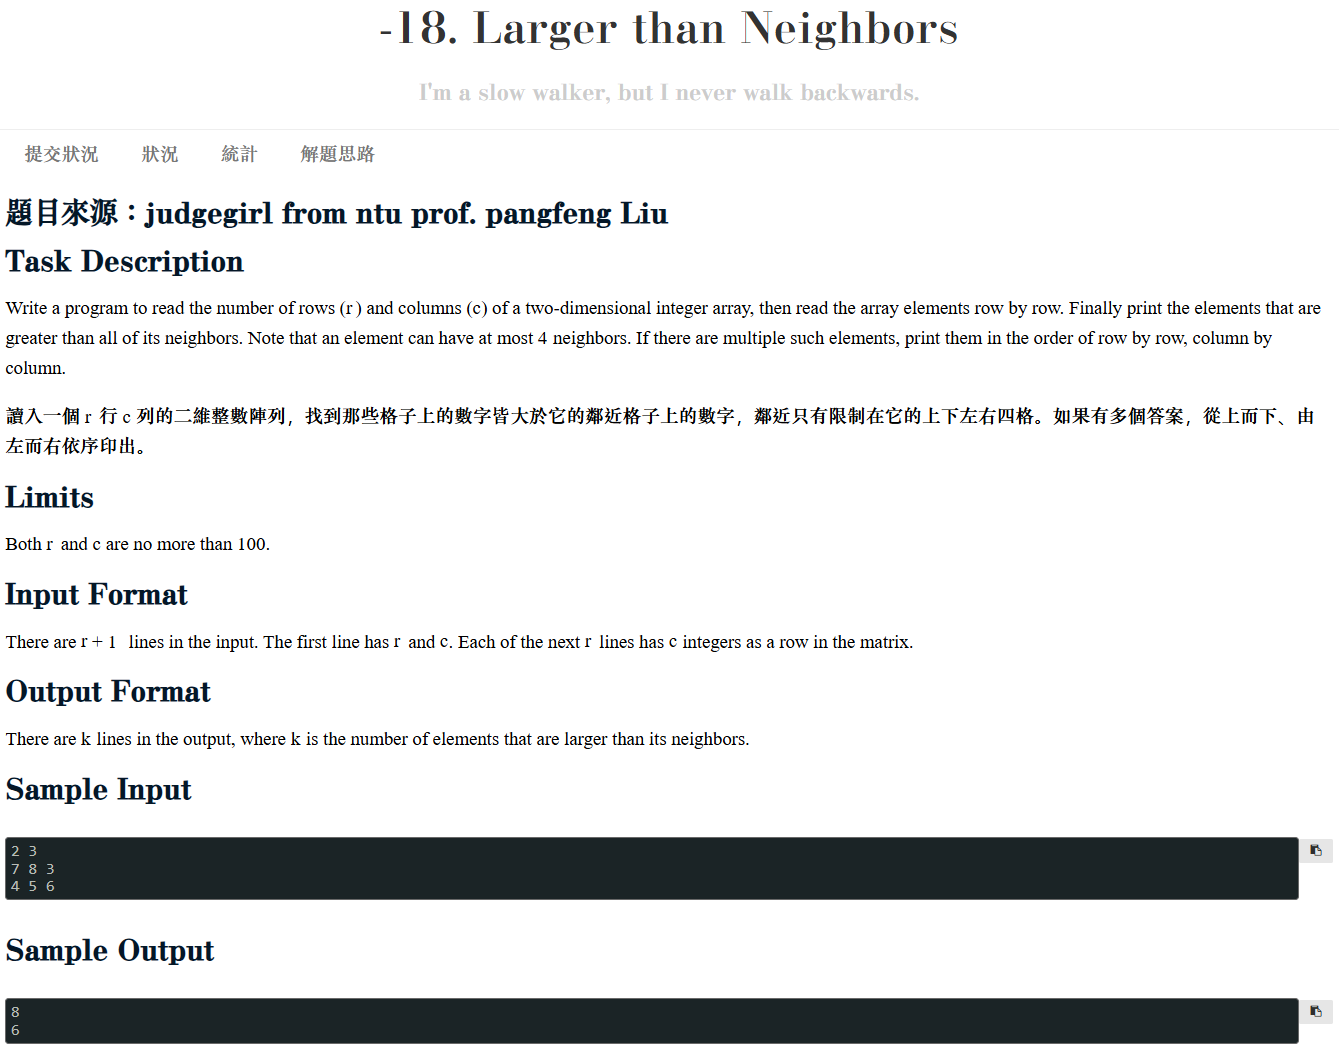 -18. Larger than Neighbors
I'm a slow walker, but I never walk backwards.
提交狀況 狀況 統計 解題思路
題目來源：judgegirl from ntu prof. pangfeng Liu
Task Description
Write a program to read the number of rows (r ) and columns (c) of a two-dimensional integer array, then read the array elements row by row. Finally print the elements that are
greater than all of its neighbors. Note that an element can have at most 4 neighbors. If there are multiple such elements, print them in the order of row by row, column by
column.
讀入一個 r 行 c 列的二維整數陣列，找到那些格子上的數字皆大於它的鄰近格子上的數字，鄰近只有限制在它的上下左右四格。如果有多個答案，從上而下、由
左而右依序印出。
Limits
Both r and c are no more than 100.
Input Format
There are r + 1 lines in the input. The first line has r and c. Each of the next r lines has c integers as a row in the matrix.
Output Format
There are k lines in the output, where k is the number of elements that are larger than its neighbors.
Sample Input
2 3
7 8 3
4 5 6
Sample Output
8
6